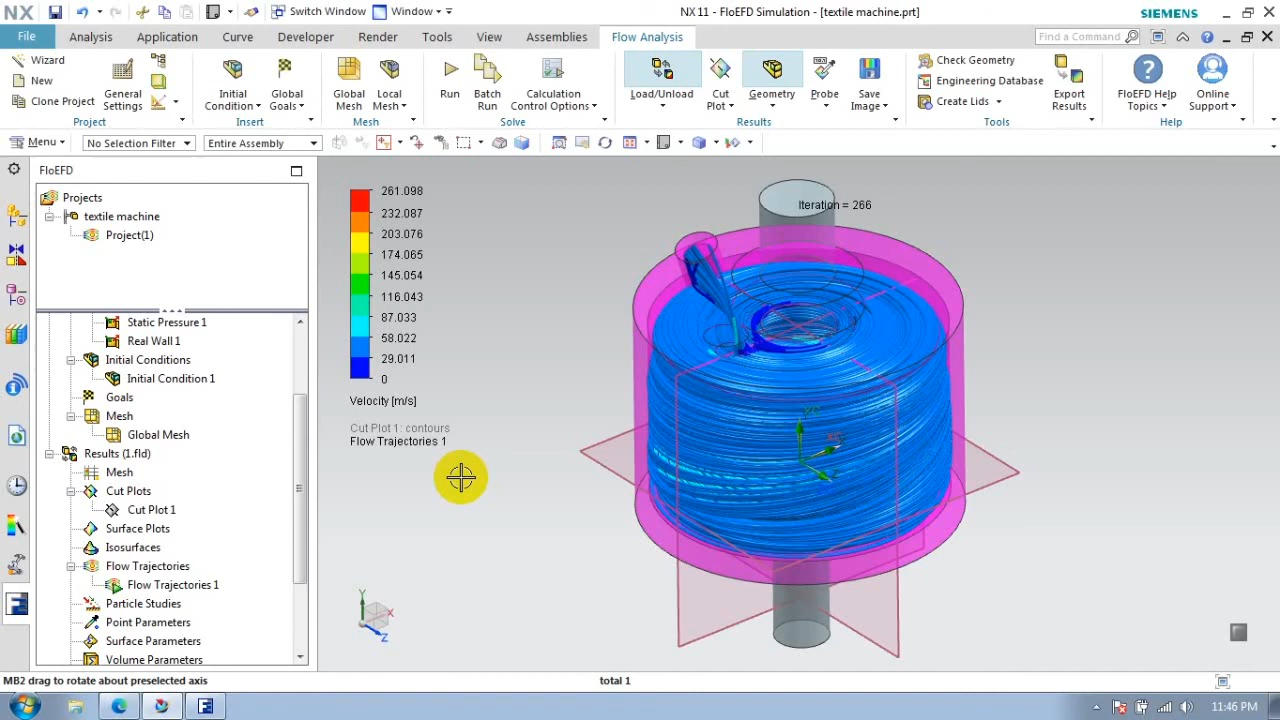 NX
Switch Window
Window
NX 11 - FloEFD Simulation - [textile machine.prt]
SIEMENS
File
Analysis
Application
Curve
Developer
Render
Tools
View
Assemblies
Flow Analysis
Find a Command
Wizard
New
Clone Project
General
Settings
Project
Initial
Condition
Global
Goals
Insert
Global
Mesh
Local
Mesh
Mesh
Run
Batch
Run
Calculation
Control Options
Solve
Load/Unload
Cut
Plot
Geometry
Probe
Save
Image
Results
Check Geometry
Engineering Database
Create Lids
Export
Results
Tools
FloEFD Help
Topics
Online
Support
Help
Menu
No Selection Filter
Entire Assembly
FloEFD
Projects
textile machine
Project(1)
Static Pressure 1
Real Wall 1
Initial Conditions
Initial Condition 1
Goals
Mesh
Global Mesh
Results (1.fld)
Mesh
Cut Plots
Cut Plot 1
Surface Plots
Isosurfaces
Flow Trajectories
Flow Trajectories 1
Particle Studies
Point Parameters
Surface Parameters
Volume Parameters
261.098
232.087
203.076
174.065
145.054
116.043
87.033
58.022
29.011
0
Velocity [m/s]
Cut Plot 1: contours
Flow Trajectories 1
Iteration = 266
Y
X
Z
MB2 drag to rotate about preselected axis
total 1
11:46 PM